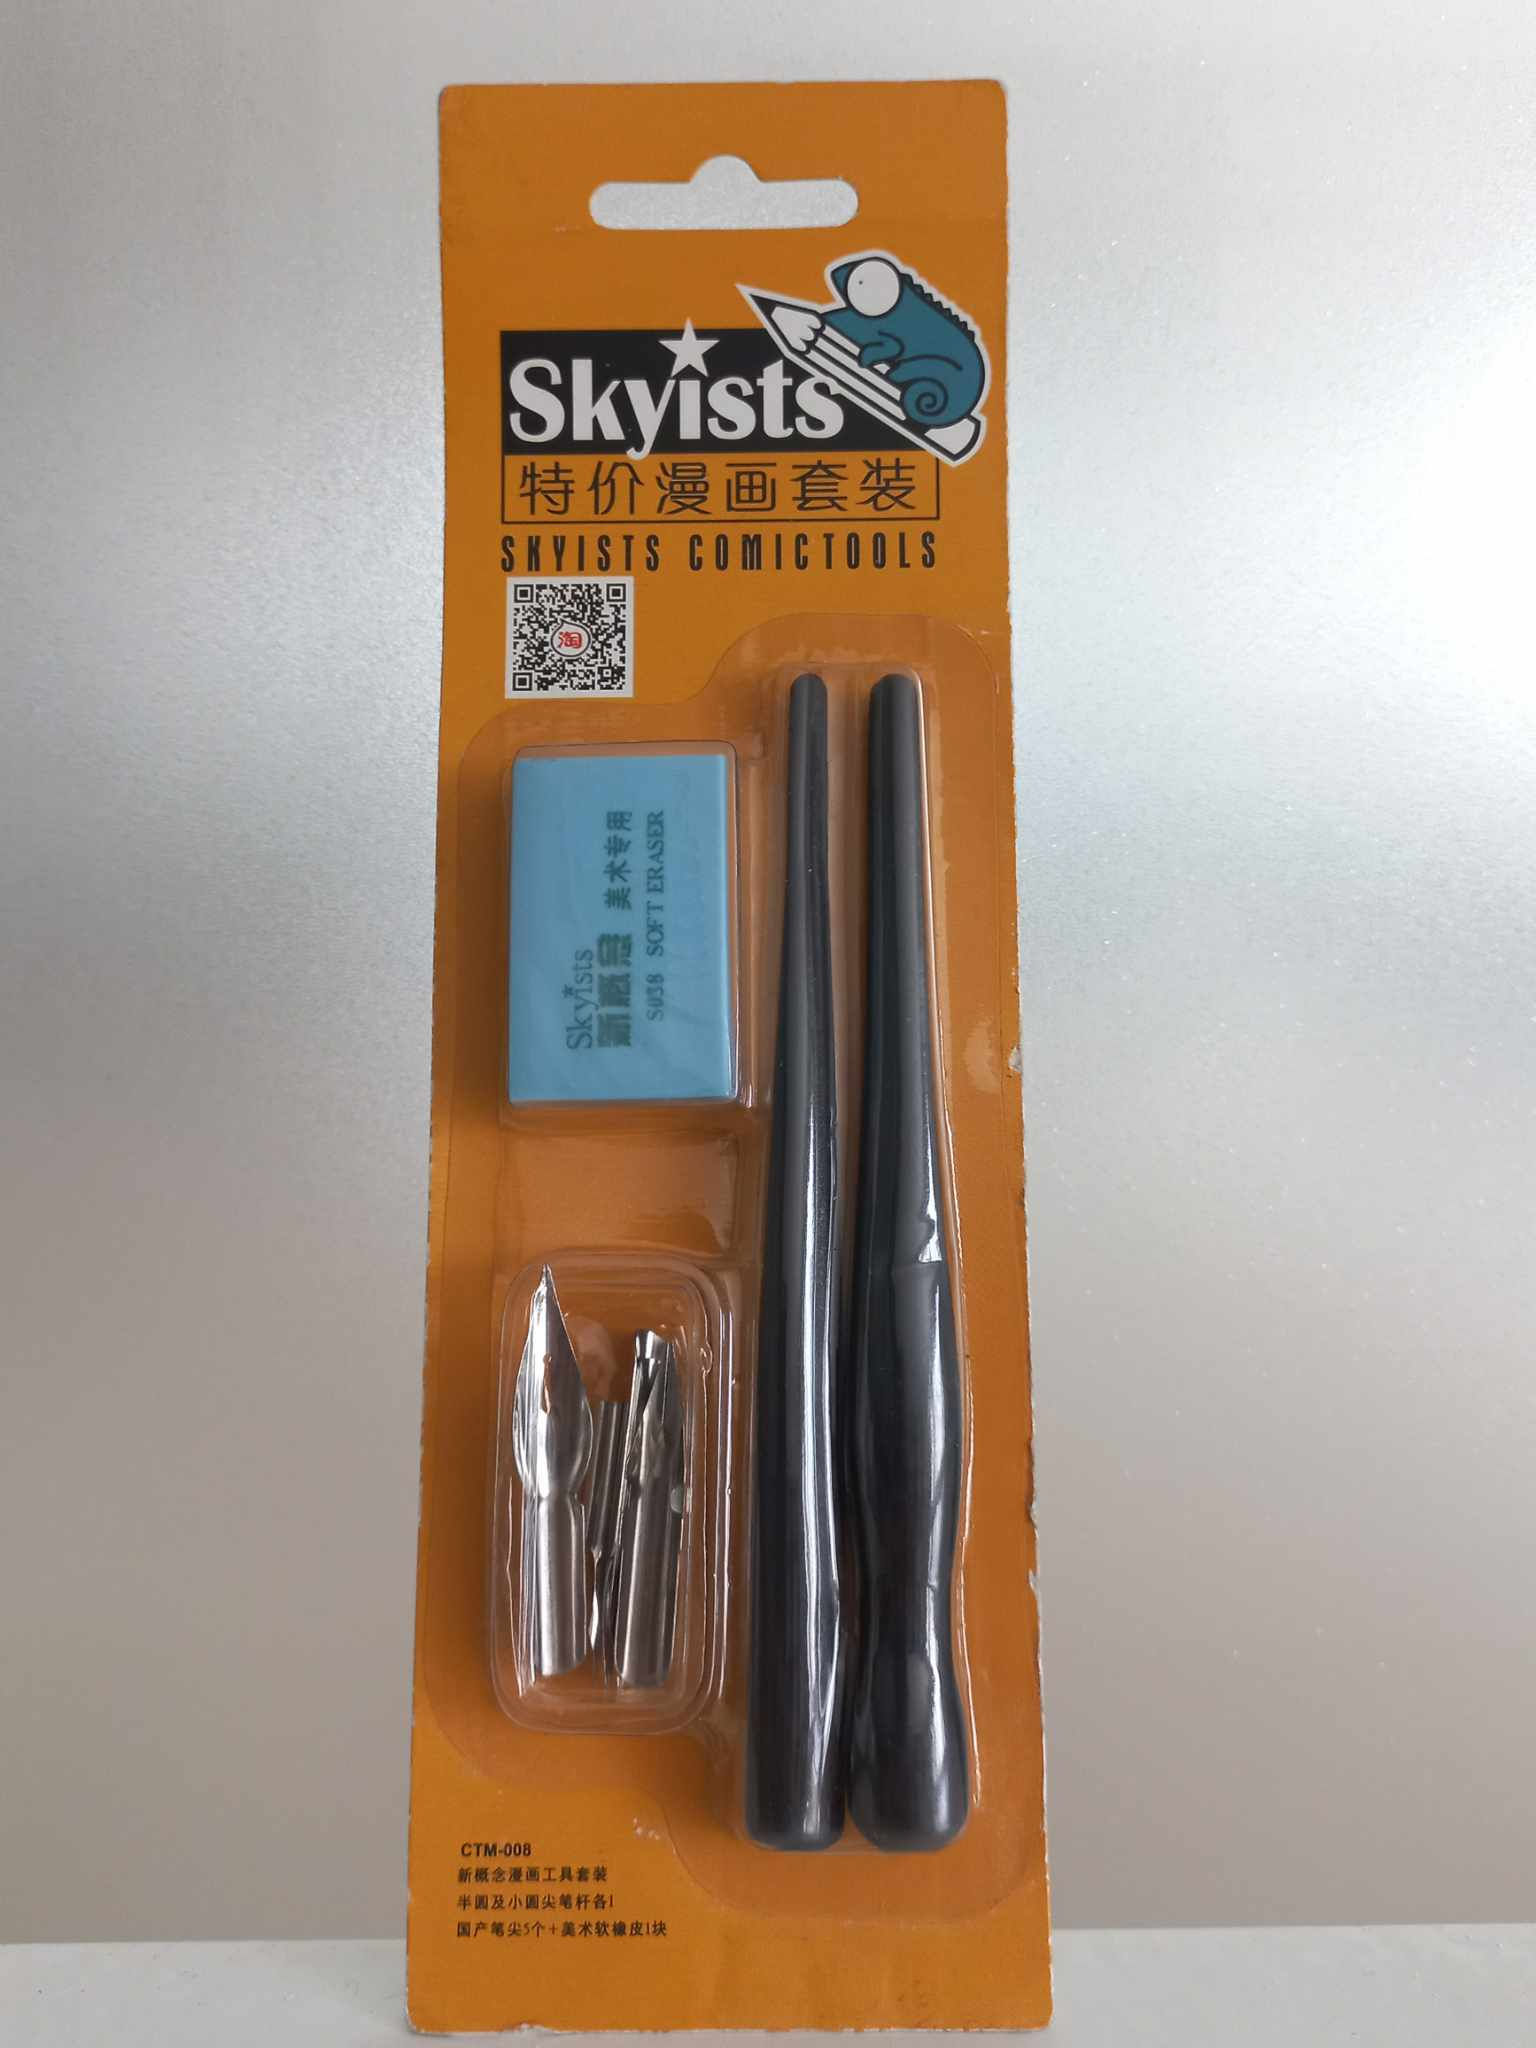 Skyists
特价漫画套装
SKYISTS COMICTOOLS
淘
Skyists
新概念 美术专用
S038 SOFT ERASER
CTM-008
新概念漫画工具套装
半圆及小圆尖笔杆各1
国产笔尖5个+美术软橡皮1块